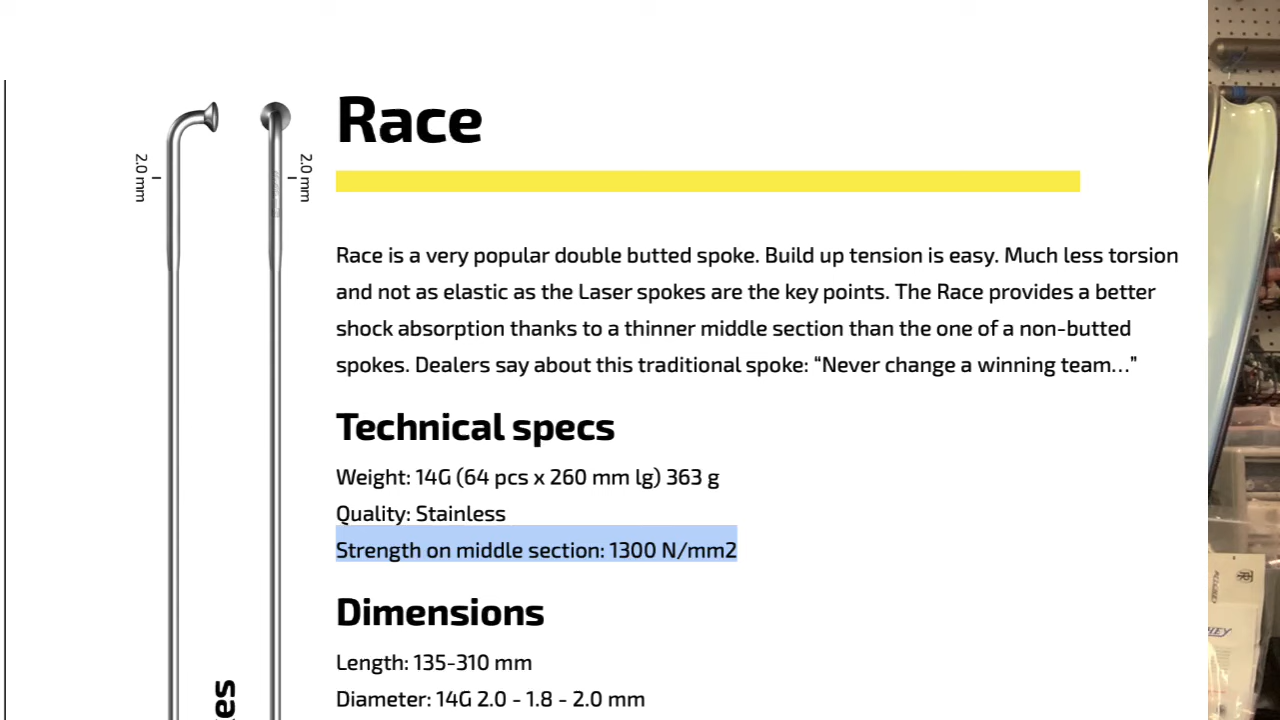 Race
2.0 mm
2.0 mm
Race is a very popular double butted spoke. Build up tension is easy. Much less torsion
and not as elastic as the Laser spokes are the key points. The Race provides a better
shock absorption thanks to a thinner middle section than the one of a non-butted
spokes. Dealers say about this traditional spoke: “Never change a winning team...”
Technical specs
Weight: 14G (64 pcs x 260 mm lg) 363 g
Quality: Stainless
Strength on middle section: 1300 N/mm2
Dimensions
Length: 135-310 mm
Diameter: 14G 2.0 - 1.8 - 2.0 mm